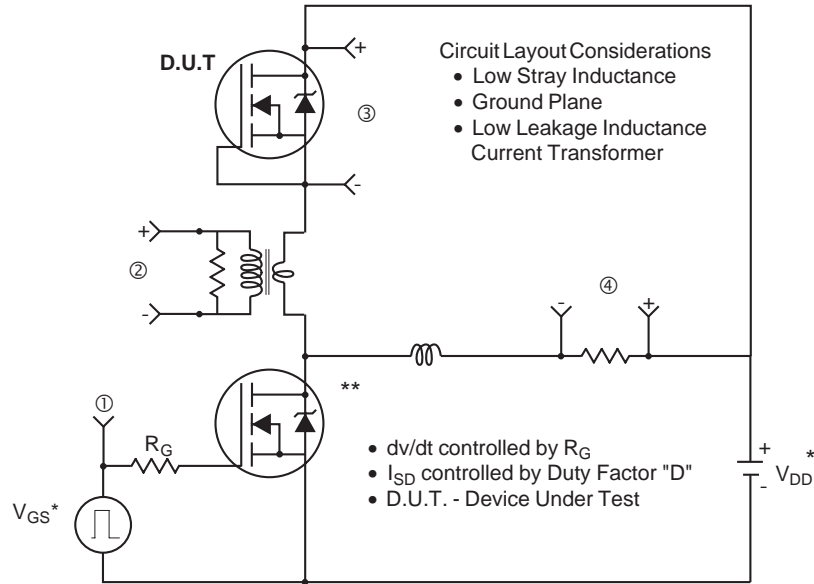 D.U.T
+
Circuit Layout Considerations
• Low Stray Inductance
• Ground Plane
• Low Leakage Inductance
Current Transformer
③
-
+
②
-
④
-
+
**
①
R_G
• dv/dt controlled by R_G
• I_SD controlled by Duty Factor "D"
• D.U.T. - Device Under Test
V_GS*
+
V_DD*
-